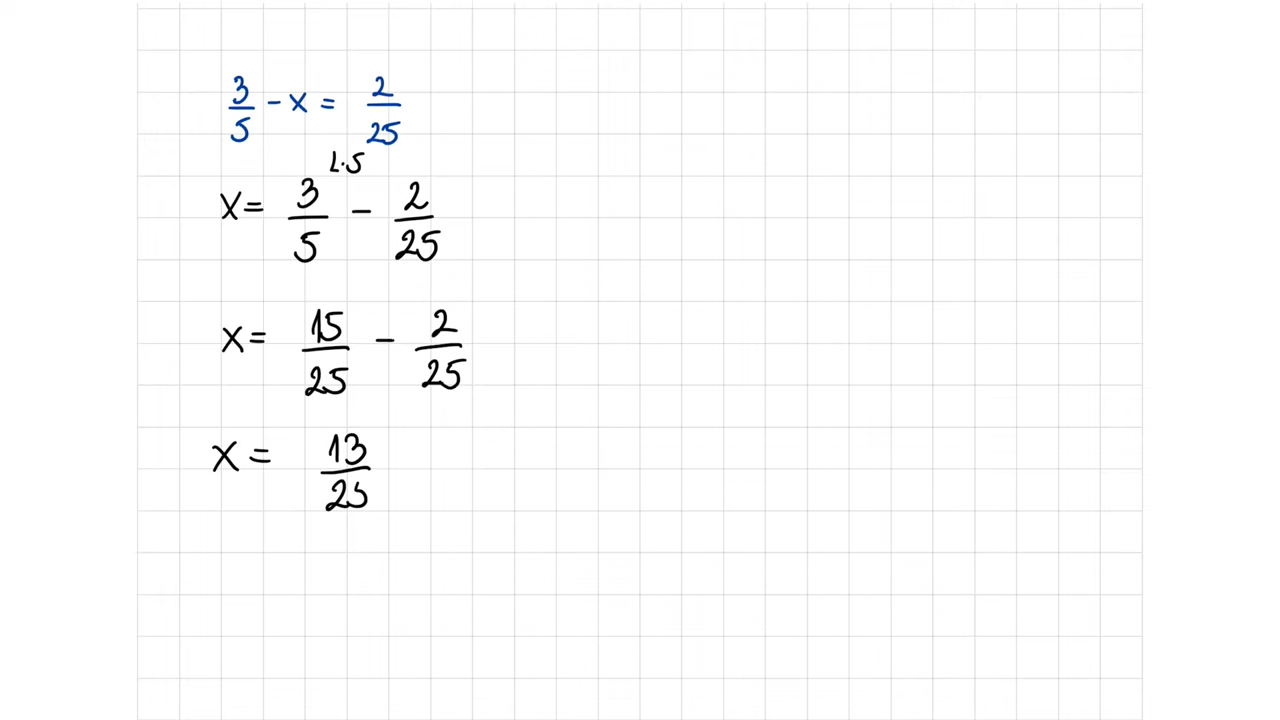 3/5 - x = 2/25
L·5
x = 3/5 - 2/25
x = 15/25 - 2/25
x = 13/25